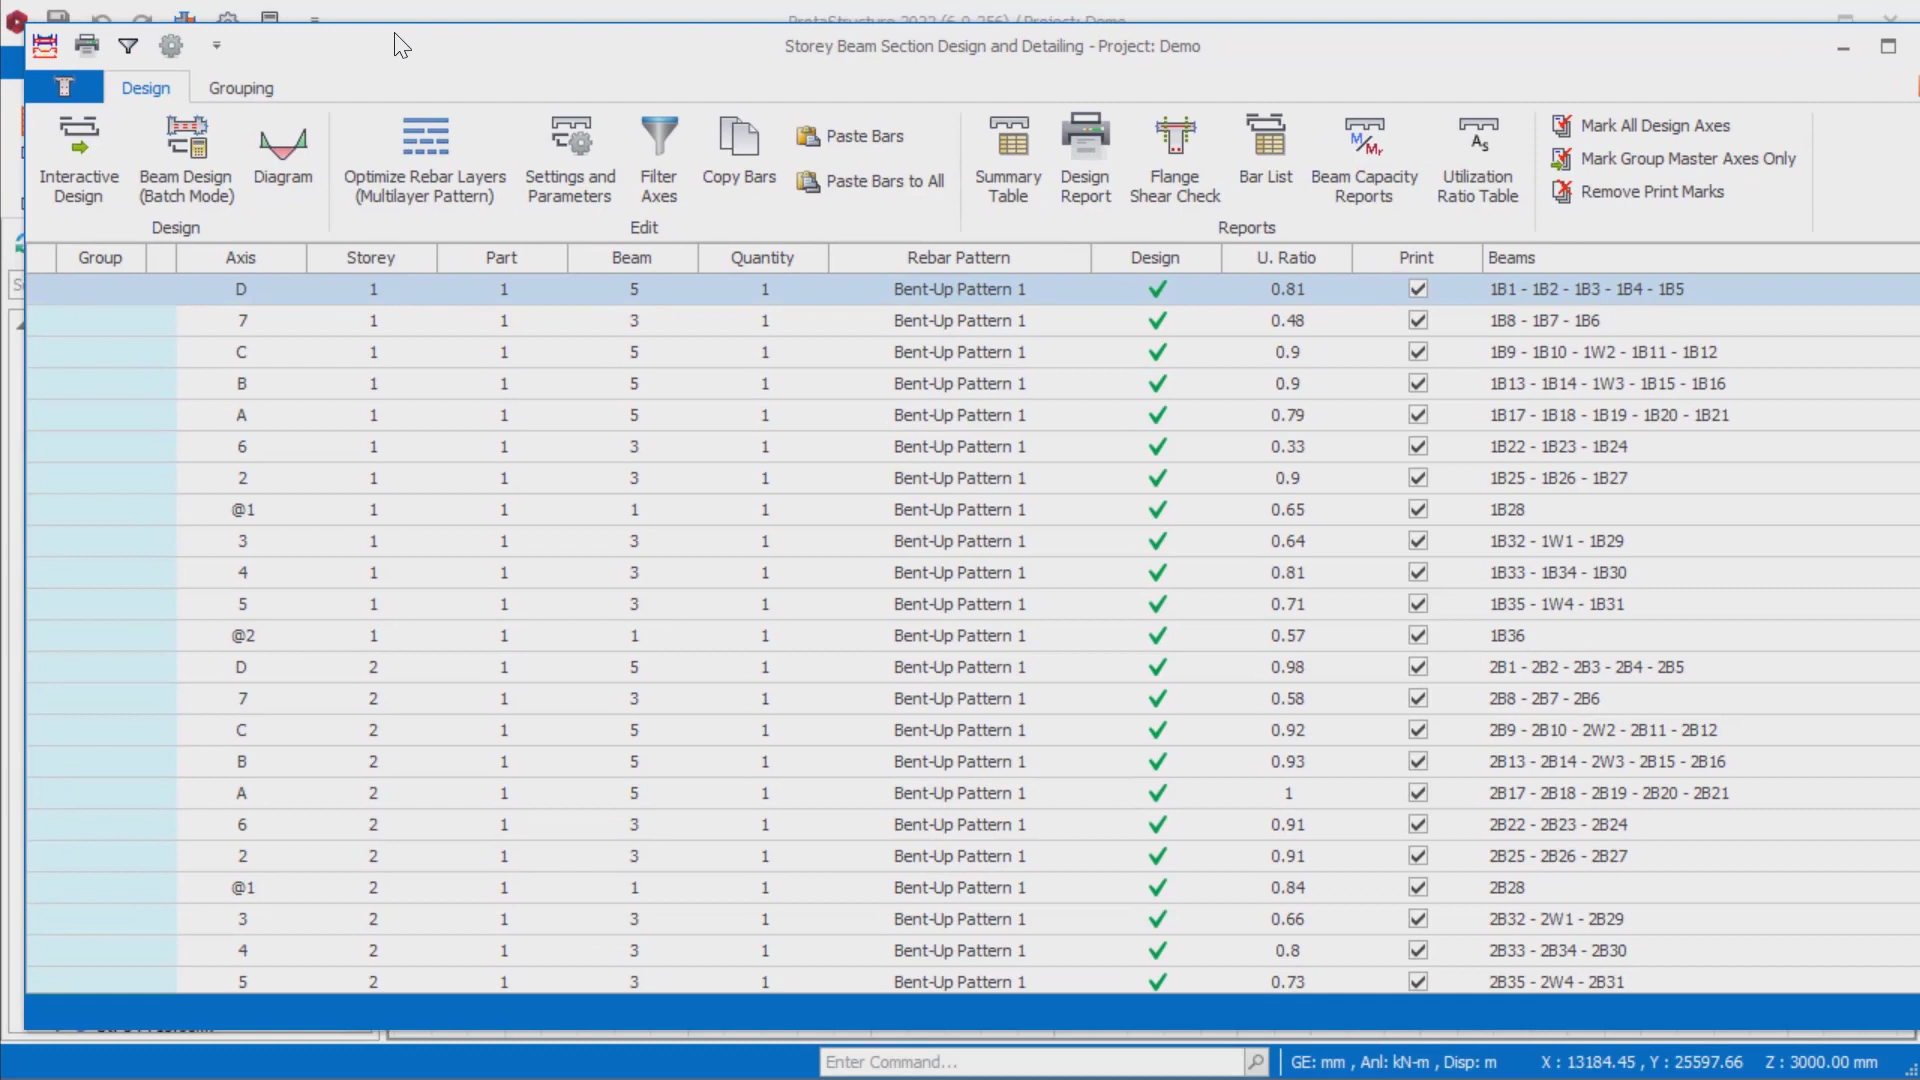 ProtaStructure 2022 (6.0.256) / Project: Demo
Storey Beam Section Design and Detailing - Project: Demo
Design Grouping
Interactive Design
Beam Design (Batch Mode)
Diagram
Optimize Rebar Layers (Multilayer Pattern)
Settings and Parameters
Filter Axes
Copy Bars
Paste Bars
Paste Bars to All
Summary Table
Design Report
Flange Shear Check
Bar List
Beam Capacity Reports
Utilization Ratio Table
Mark All Design Axes
Mark Group Master Axes Only
Remove Print Marks
Design Edit Reports
Group Axis Storey Part Beam Quantity Rebar Pattern Design U. Ratio Print Beams
D 1 1 5 1 Bent-Up Pattern 1 0.81 1B1 - 1B2 - 1B3 - 1B4 - 1B5
7 1 1 3 1 Bent-Up Pattern 1 0.48 1B8 - 1B7 - 1B6
C 1 1 5 1 Bent-Up Pattern 1 0.9 1B9 - 1B10 - 1W2 - 1B11 - 1B12
B 1 1 5 1 Bent-Up Pattern 1 0.9 1B13 - 1B14 - 1W3 - 1B15 - 1B16
A 1 1 5 1 Bent-Up Pattern 1 0.79 1B17 - 1B18 - 1B19 - 1B20 - 1B21
6 1 1 3 1 Bent-Up Pattern 1 0.33 1B22 - 1B23 - 1B24
2 1 1 3 1 Bent-Up Pattern 1 0.9 1B25 - 1B26 - 1B27
@1 1 1 1 1 Bent-Up Pattern 1 0.65 1B28
3 1 1 3 1 Bent-Up Pattern 1 0.64 1B32 - 1W1 - 1B29
4 1 1 3 1 Bent-Up Pattern 1 0.81 1B33 - 1B34 - 1B30
5 1 1 3 1 Bent-Up Pattern 1 0.71 1B35 - 1W4 - 1B31
@2 1 1 1 1 Bent-Up Pattern 1 0.57 1B36
D 2 1 5 1 Bent-Up Pattern 1 0.98 2B1 - 2B2 - 2B3 - 2B4 - 2B5
7 2 1 3 1 Bent-Up Pattern 1 0.58 2B8 - 2B7 - 2B6
C 2 1 5 1 Bent-Up Pattern 1 0.92 2B9 - 2B10 - 2W2 - 2B11 - 2B12
B 2 1 5 1 Bent-Up Pattern 1 0.93 2B13 - 2B14 - 2W3 - 2B15 - 2B16
A 2 1 5 1 Bent-Up Pattern 1 1 2B17 - 2B18 - 2B19 - 2B20 - 2B21
6 2 1 3 1 Bent-Up Pattern 1 0.91 2B22 - 2B23 - 2B24
2 2 1 3 1 Bent-Up Pattern 1 0.91 2B25 - 2B26 - 2B27
@1 2 1 1 1 Bent-Up Pattern 1 0.84 2B28
3 2 1 3 1 Bent-Up Pattern 1 0.66 2B32 - 2W1 - 2B29
4 2 1 3 1 Bent-Up Pattern 1 0.8 2B33 - 2B34 - 2B30
5 2 1 3 1 Bent-Up Pattern 1 0.73 2B35 - 2W4 - 2B31
Enter Command... GE: mm , Anl: kN-m , Disp: m X : 13184.45 , Y : 25597.66 Z : 3000.00 mm